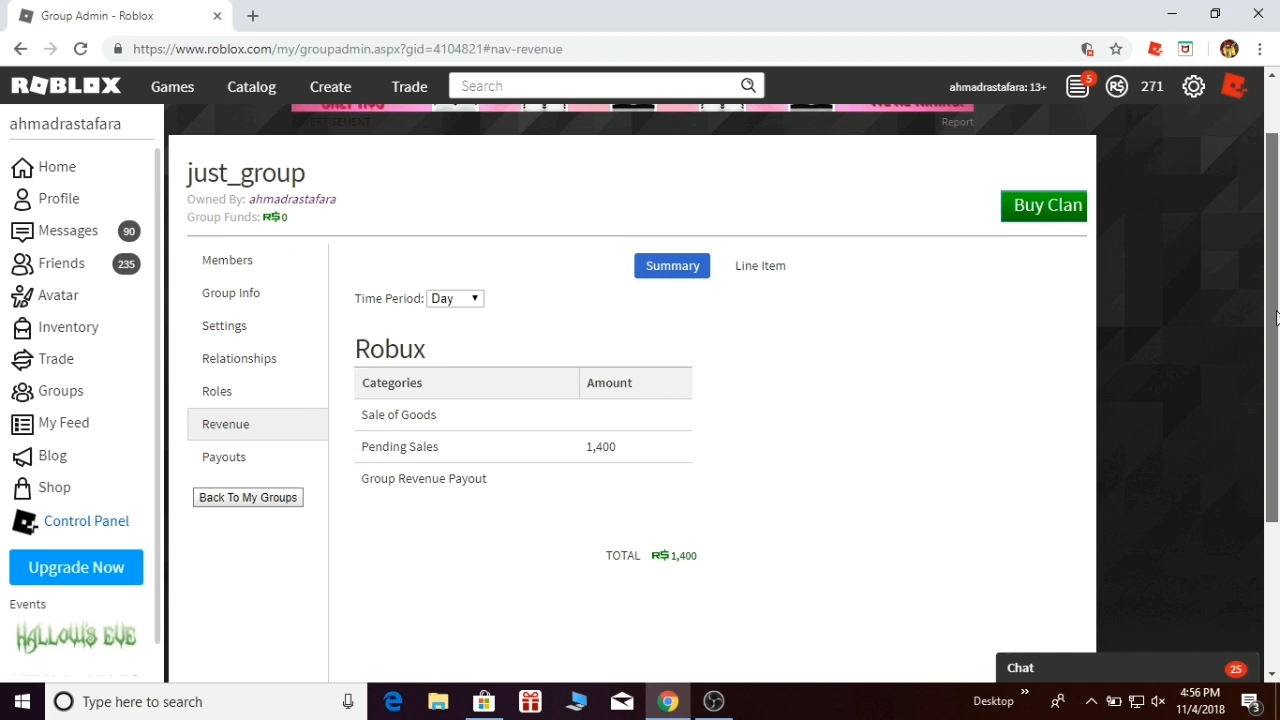 Group Admin - Roblox
https://www.roblox.com/my/groupadmin.aspx?gid=4104821#nav-revenue
ROBLOX Games Catalog Create Trade Search ahmadrastafara: 13+ 5 271
ahmadrastafara
Home
Profile
Messages 90
Friends 235
Avatar
Inventory
Trade
Groups
My Feed
Blog
Shop
Control Panel
Upgrade Now
Events
HALLOW'S EVE
Report
just_group
Owned By: ahmadrastafara
Group Funds: R$ 0
Buy Clan
Members
Group Info
Settings
Relationships
Roles
Revenue
Payouts
Back To My Groups
Summary Line Item
Time Period: Day
Robux
Categories Amount
Sale of Goods
Pending Sales 1,400
Group Revenue Payout
TOTAL R$ 1,400
Chat 25
Type here to search
Desktop
4:56 PM
11/4/2018
3